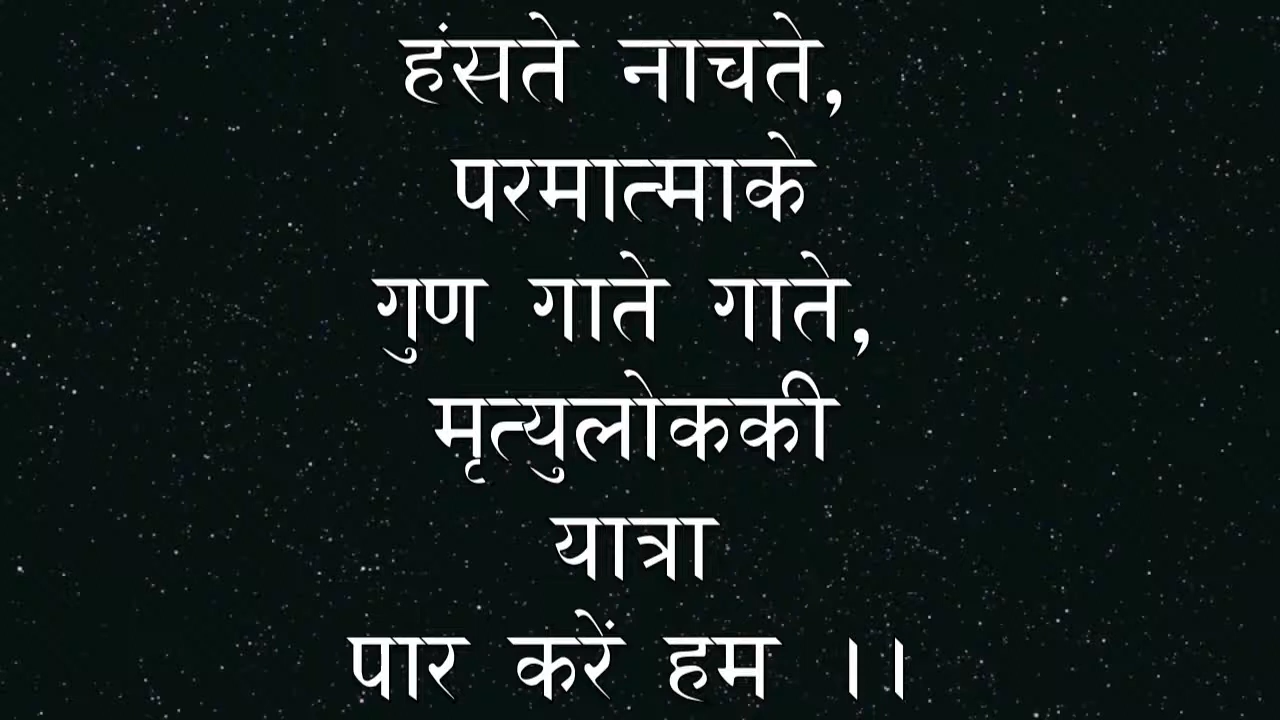 हंसते नाचते,
परमात्माके
गुण गाते गाते,
मृत्युलोककी
यात्रा
पार करें हम ।।